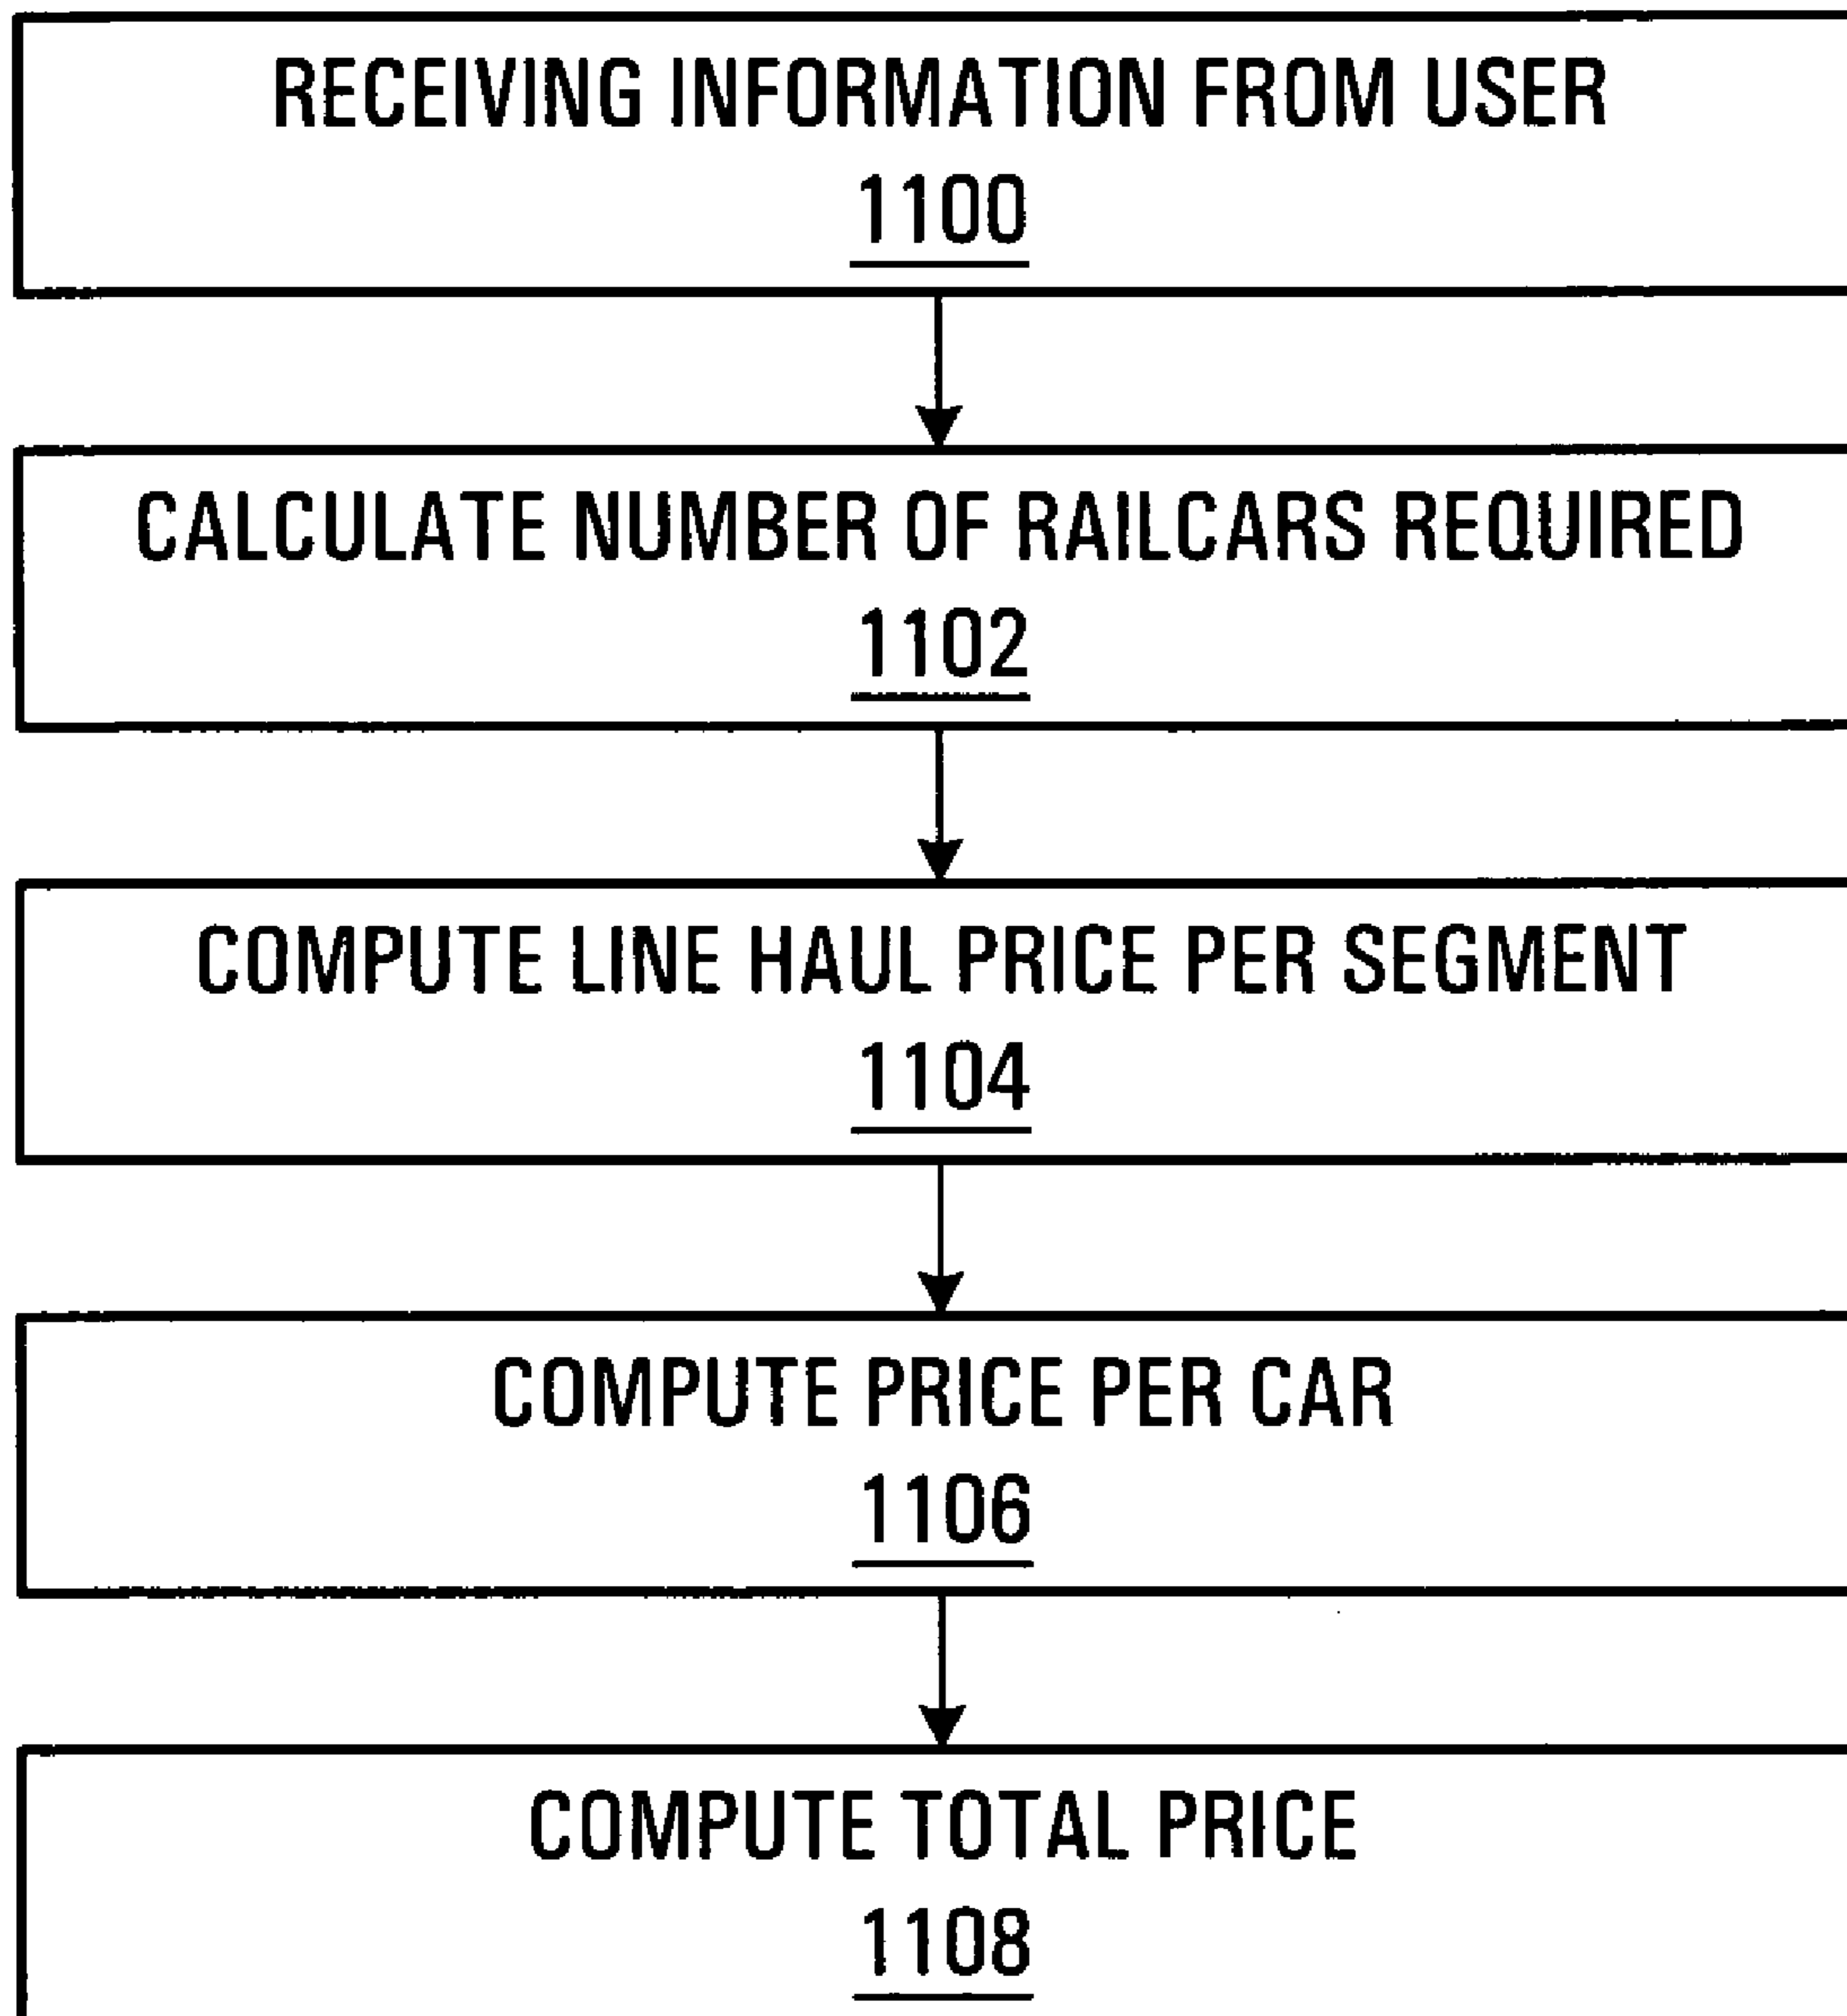 RECEIVING INFORMATION FROM USER
1100
CALCULATE NUMBER OF RAILCARS REQUIRED
1102
COMPUTE LINE HAUL PRICE PER SEGMENT
1104
COMPUTE PRICE PER CAR
1106
COMPUTE TOTAL PRICE
1108